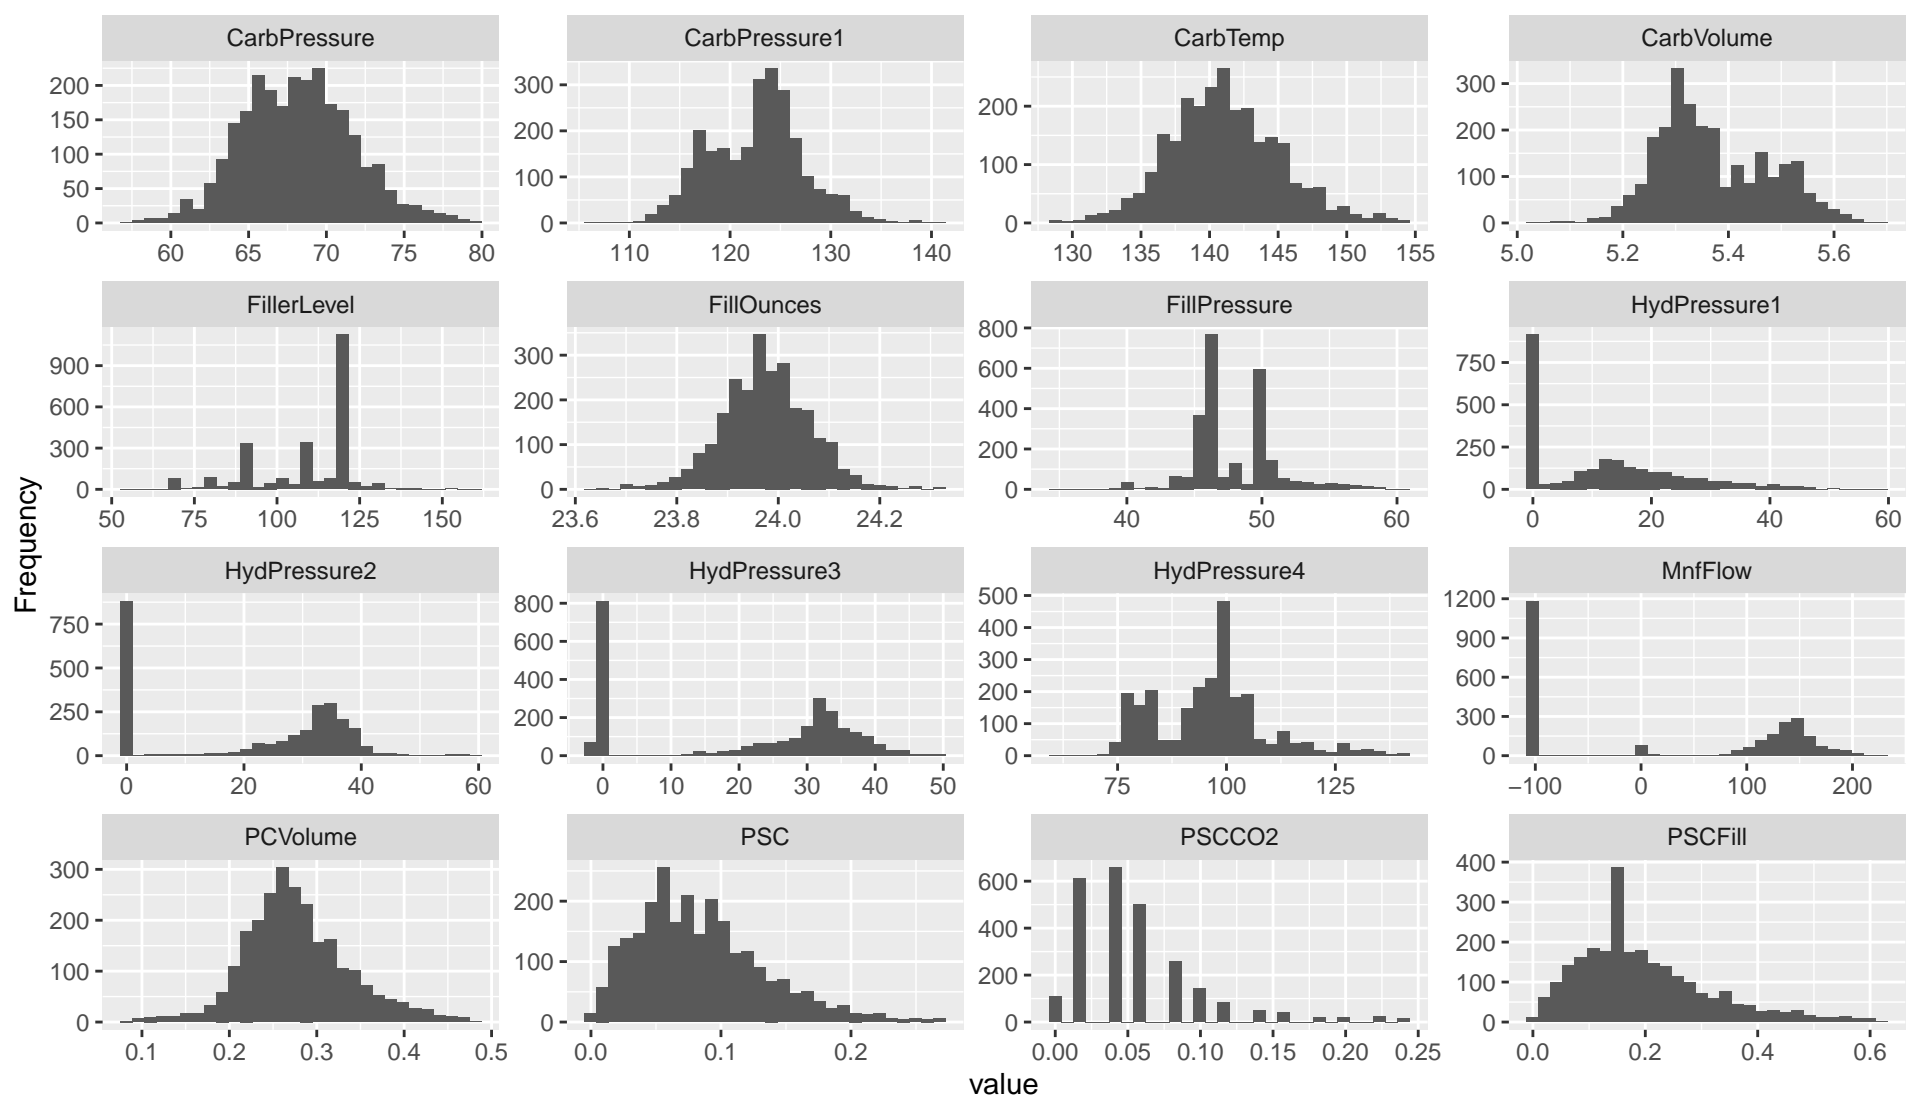 CarbPressure CarbPressure1 CarbTemp CarbVolume
200 150 100 50 0
300 200 100 0
200 100 0
300 200 100 0
60 65 70 75 80
110 120 130 140
130 135 140 145 150 155
5.0 5.2 5.4 5.6
FillerLevel FillOunces FillPressure HydPressure1
900 600 300 0
300 200 100 0
800 600 400 200 0
750 500 250 0
50 75 100 125 150
23.6 23.8 24.0 24.2
40 50 60
0 20 40 60
Frequency
HydPressure2 HydPressure3 HydPressure4 MnfFlow
750 500 250 0
800 600 400 200 0
500 400 300 200 100 0
1200 900 600 300 0
0 20 40 60
0 10 20 30 40 50
75 100 125
−100 0 100 200
PCVolume PSC PSCCO2 PSCFill
300 200 100 0
200 100 0
600 400 200 0
400 300 200 100 0
0.1 0.2 0.3 0.4 0.5
0.0 0.1 0.2
0.00 0.05 0.10 0.15 0.20 0.25
0.0 0.2 0.4 0.6
value